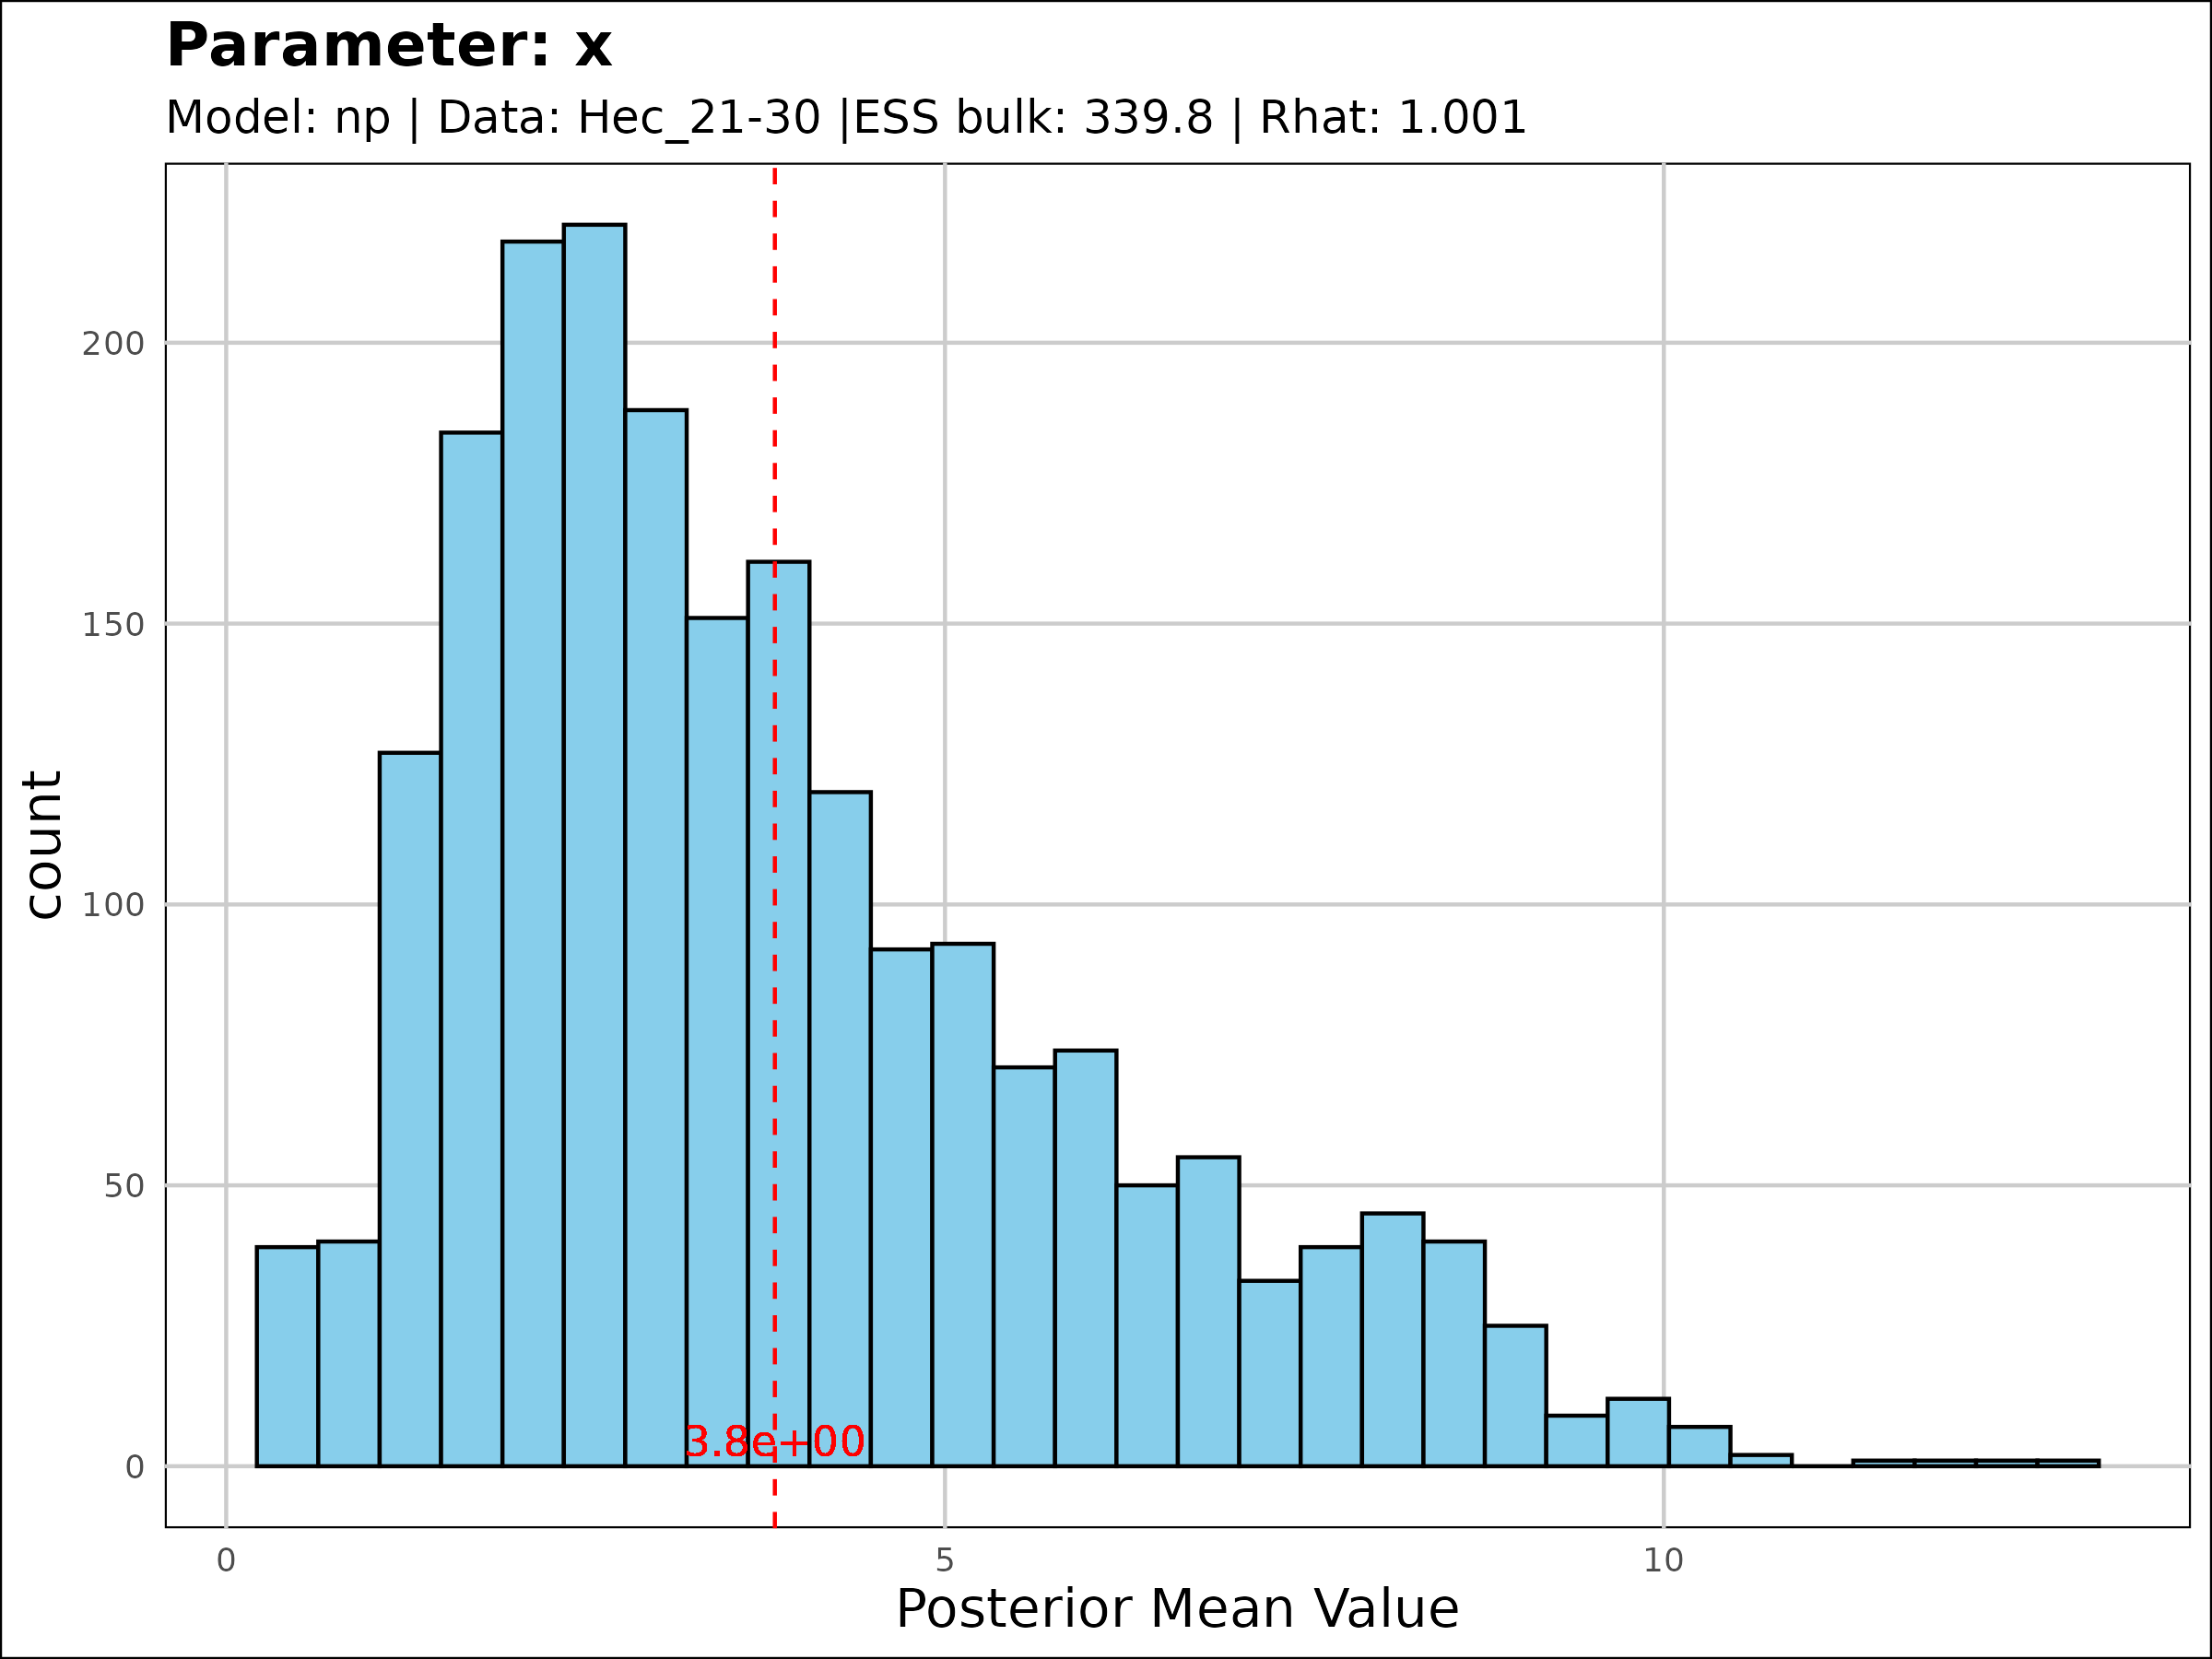 Parameter: x
Model: np | Data: Hec_21-30 |ESS bulk: 339.8 | Rhat: 1.001
count
200
150
100
50
0
3.8e+00
0 5 10
Posterior Mean Value